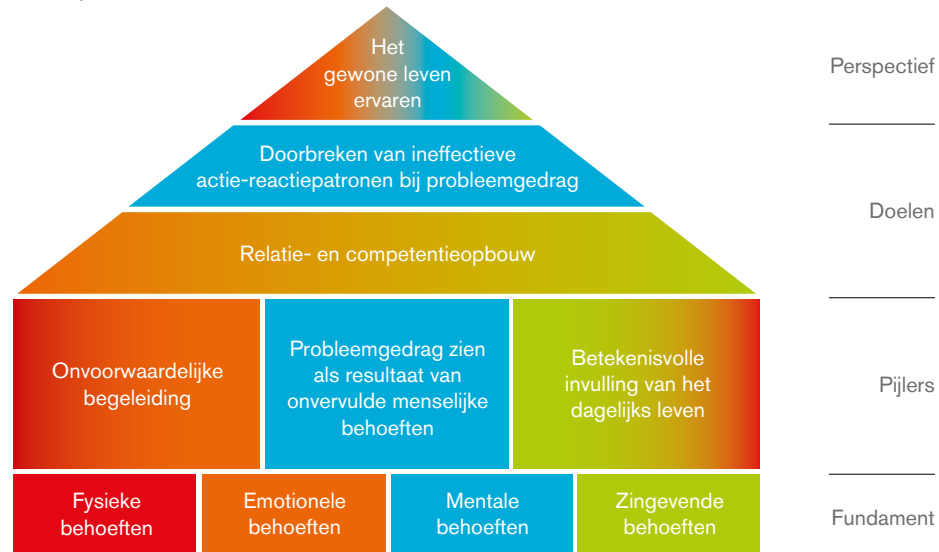 Het
gewone leven
ervaren
Perspectief
Doorbreken van ineffectieve
actie-reactiepatronen bij probleemgedrag
Doelen
Relatie- en competentieopbouw
Onvoorwaardelijke
begeleiding
Probleemgedrag zien
als resultaat van
onvervulde menselijke
behoeften
Betekenisvolle
invulling van het
dagelijks leven
Pijlers
Fysieke
behoeften
Emotionele
behoeften
Mentale
behoeften
Zingevende
behoeften
Fundament